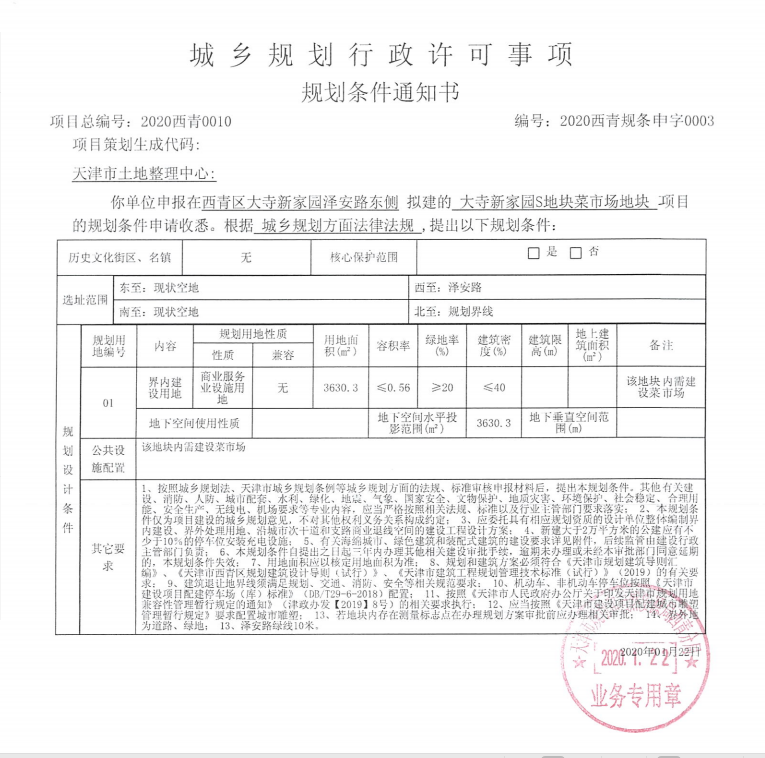 城乡规划行政许可事项
规划条件通知书
项目总编号：2020西青0010
编号：2020西青规条申字0003
项目策划生成代码：
天津市土地整理中心：
你单位申报在西青区大寺新家园泽安路东侧 拟建的 大寺新家园S地块菜市场地块 项目
的规划条件申请收悉。根据 城乡规划方面法律法规 ,提出以下规划条件：
历史文化街区、名镇 无 核心保护范围 □ 是 □ 否
选址范围
东至：现状空地 西至：泽安路
南至：现状空地 北至：规划界线
规划设计条件
规划用地编号 内容 规划用地性质 用地面积(m²) 容积率 绿地率(%) 建筑密度(%) 建筑限高(m) 地上建筑面积(m²) 备注
性质 兼容
01 界内建设用地 商业服务业设施用地 无 3630.3 ≤0.56 ≥20 ≤40 该地块内需建设菜市场
地下空间使用性质 地下空间水平投影范围(m²) 3630.3 地下垂直空间范围(m)
公共设施配置 该地块内需建设菜市场
其它要求
1、按照城乡规划法、天津市城乡规划条例等城乡规划方面的法规、标准审核申报材料后，提出本规划条件。其他有关建
设、消防、人防、城市配套、水利、绿化、地震、气象、国家安全、文物保护、地质灾害、环境保护、社会稳定、合理用
能、安全生产、无线电、机场要求等专业内容，应当严格按照相关法规、标准以及行业主管部门要求落实； 2、本规划条
件仅为项目建设的城乡规划意见，不对其他权利义务关系构成约定； 3、应委托具有相应规划资质的设计单位整体编制界
内建设、界外处理用地、沿城市次干道和支路商业退线空间的建设工程设计方案； 4、新建大于2万平方米的公建应有不
少于10%的停车位安装充电设施； 5、有关海绵城市、绿色建筑和装配式建筑的建设要求详见附件，后续监管由建设行政
主管部门负责； 6、本规划条件自提出之日起三年内办理其他相关建设审批手续，逾期未办理或未经本审批部门同意延期
的，本规划条件失效； 7、用地面积应以核定用地面积为准； 8、规划和建筑方案必须符合《天津市规划建筑导则汇
编》、《天津市西青区规划建筑设计导则（试行）》、《天津市建筑工程规划管理技术标准（试行）》（2019）的有关要
求； 9、建筑退让地界线须满足规划、交通、消防、安全等相关规范要求； 10、机动车、非机动车停车位按照《天津市
建设项目配建停车场（库）标准》（DB/T29-6-2018）配置； 11、按照《天津市人民政府办公厅关于印发天津市规划用地
兼容性管理暂行规定的通知》（津政办发【2019】8号）的相关要求执行； 12、应当按照《天津市建设项目配建城市雕塑
管理暂行规定》要求配置城市雕塑； 13、若地块内存在测量标志点在办理规划方案审批前应办理相关审批； 14、界外地
为道路、绿地； 13、泽安路绿线10米。
2020年01月22日
2020.1.22
业务专用章